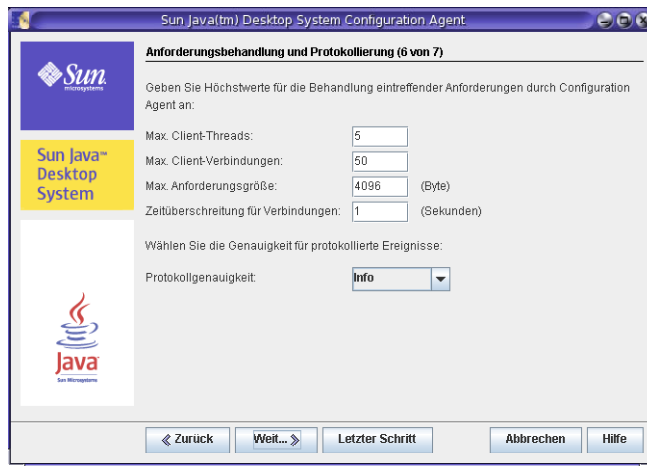 Sun Java(tm) Desktop System Configuration Agent
Sun
microsystems
Sun Java™
Desktop
System
Java
Sun Microsystems
Anforderungsbehandlung und Protokollierung (6 von 7)
Geben Sie Höchstwerte für die Behandlung eintreffender Anforderungen durch Configuration
Agent an:
Max. Client-Threads: 5
Max. Client-Verbindungen: 50
Max. Anforderungsgröße: 4096 (Byte)
Zeitüberschreitung für Verbindungen: 1 (Sekunden)
Wählen Sie die Genauigkeit für protokollierte Ereignisse:
Protokollgenauigkeit: Info
Zurück Weit... Letzter Schritt Abbrechen Hilfe